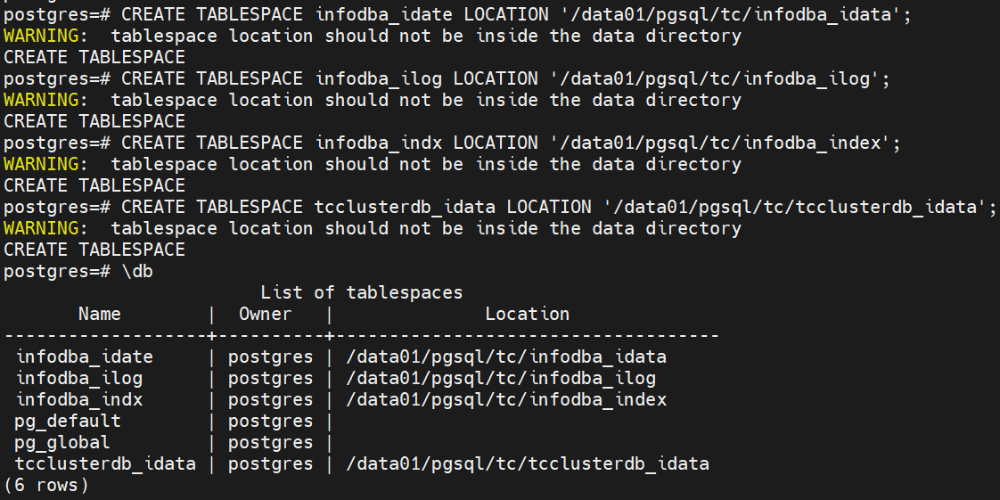 postgres=# CREATE TABLESPACE infodba_idate LOCATION '/data01/pgsql/tc/infodba_idata';
WARNING:  tablespace location should not be inside the data directory
CREATE TABLESPACE
postgres=# CREATE TABLESPACE infodba_ilog LOCATION '/data01/pgsql/tc/infodba_ilog';
WARNING:  tablespace location should not be inside the data directory
CREATE TABLESPACE
postgres=# CREATE TABLESPACE infodba_indx LOCATION '/data01/pgsql/tc/infodba_index';
WARNING:  tablespace location should not be inside the data directory
CREATE TABLESPACE
postgres=# CREATE TABLESPACE tcclusterdb_idata LOCATION '/data01/pgsql/tc/tcclusterdb_idata';
WARNING:  tablespace location should not be inside the data directory
CREATE TABLESPACE
postgres=# \db
                        List of tablespaces
       Name        |  Owner   |              Location
-------------------+----------+------------------------------------
 infodba_idate     | postgres | /data01/pgsql/tc/infodba_idata
 infodba_ilog      | postgres | /data01/pgsql/tc/infodba_ilog
 infodba_indx      | postgres | /data01/pgsql/tc/infodba_index
 pg_default        | postgres |
 pg_global         | postgres |
 tcclusterdb_idata | postgres | /data01/pgsql/tc/tcclusterdb_idata
(6 rows)